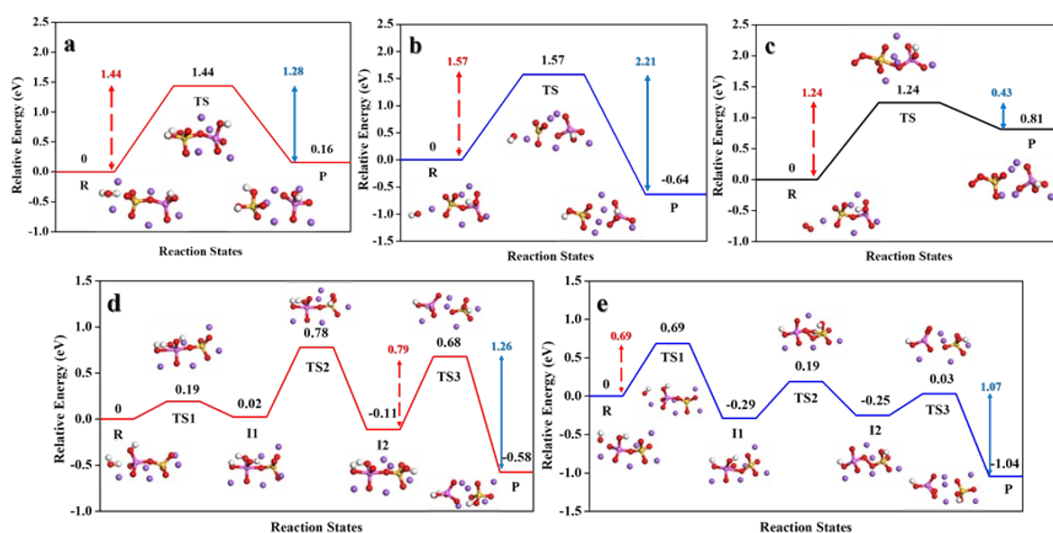 a
2.5
2.0
1.5
1.0
0.5
0.0
-0.5
-1.0
Relative Energy (eV)
1.44
1.44
TS
1.28
0
R
0.16
P
Reaction States
b
2.5
2.0
1.5
1.0
0.5
0.0
-0.5
-1.0
-1.5
Relative Energy (eV)
1.57
1.57
TS
2.21
0
R
-0.64
P
Reaction States
c
2.5
2.0
1.5
1.0
0.5
0.0
-0.5
-1.0
Relative Energy (eV)
1.24
1.24
TS
0.43
0.81
P
0
R
Reaction States
d
1.5
1.0
0.5
0.0
-0.5
-1.0
Relative Energy (eV)
0
R
0.19
TS1
0.02
I1
0.78
TS2
-0.11
I2
0.79
0.68
TS3
1.26
-0.58
P
Reaction States
e
1.5
1.0
0.5
0.0
-0.5
-1.0
-1.5
Relative Energy (eV)
0
R
0.69
0.69
TS1
-0.29
I1
0.19
TS2
-0.25
I2
0.03
TS3
1.07
-1.04
P
Reaction States